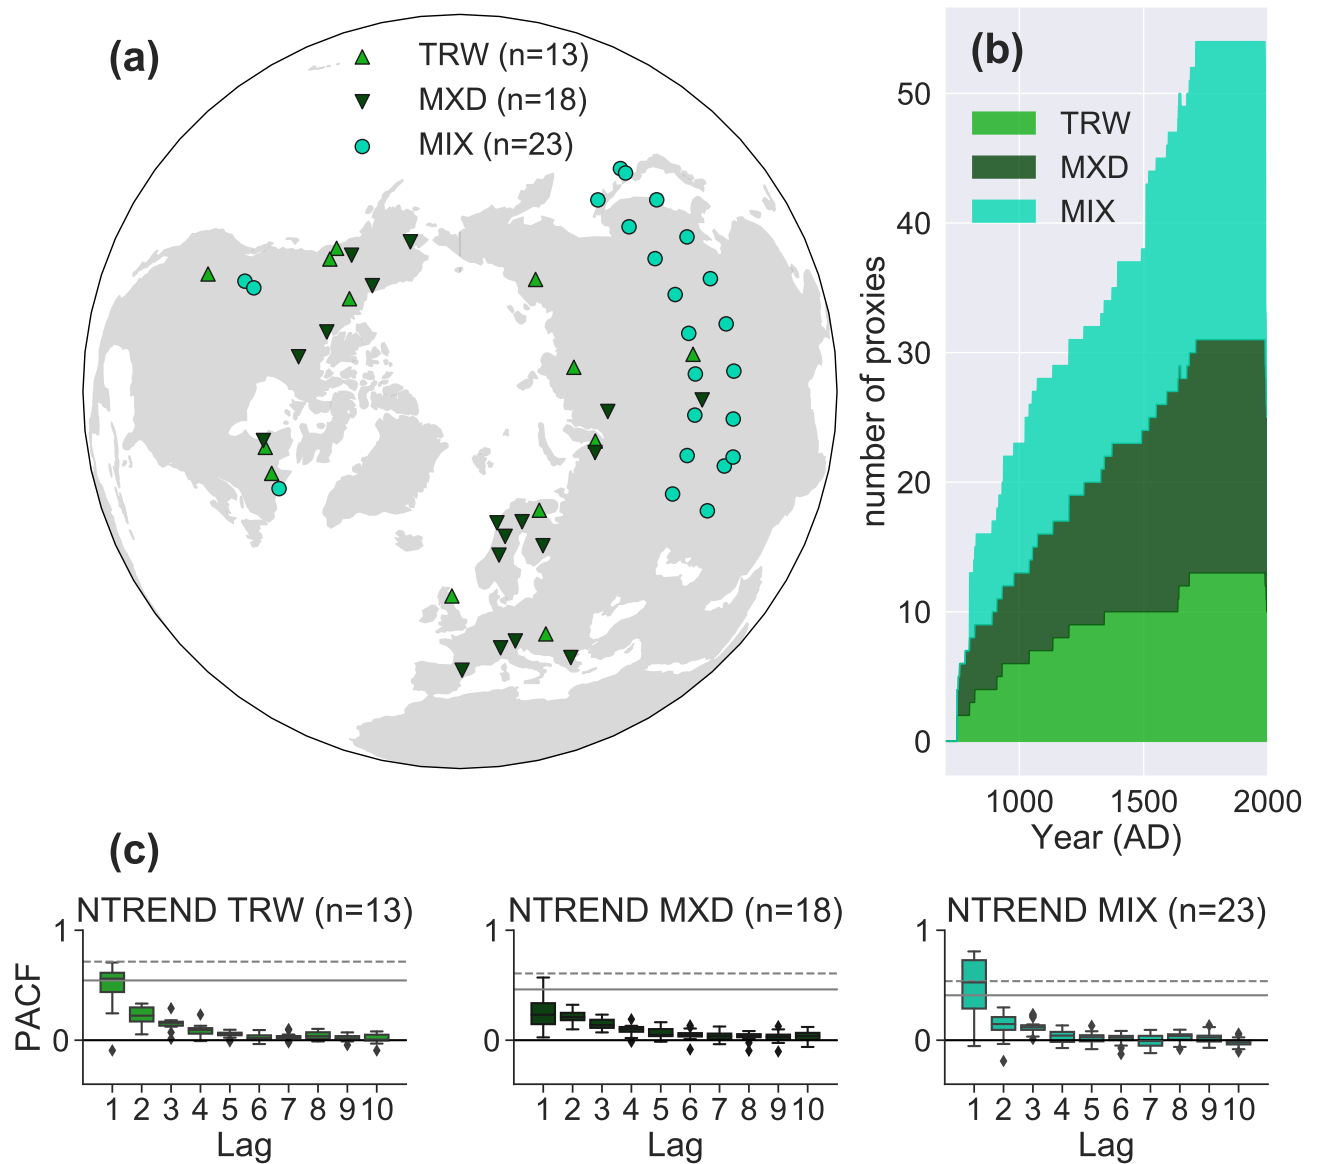 (a)
TRW (n=13)
MXD (n=18)
MIX (n=23)
(b)
TRW
MXD
MIX
number of proxies
50
40
30
20
10
0
1000 1500 2000
Year (AD)
(c)
NTREND TRW (n=13)
PACF
1
0
1 2 3 4 5 6 7 8 9 10
Lag
NTREND MXD (n=18)
1
0
1 2 3 4 5 6 7 8 9 10
Lag
NTREND MIX (n=23)
1
0
1 2 3 4 5 6 7 8 9 10
Lag